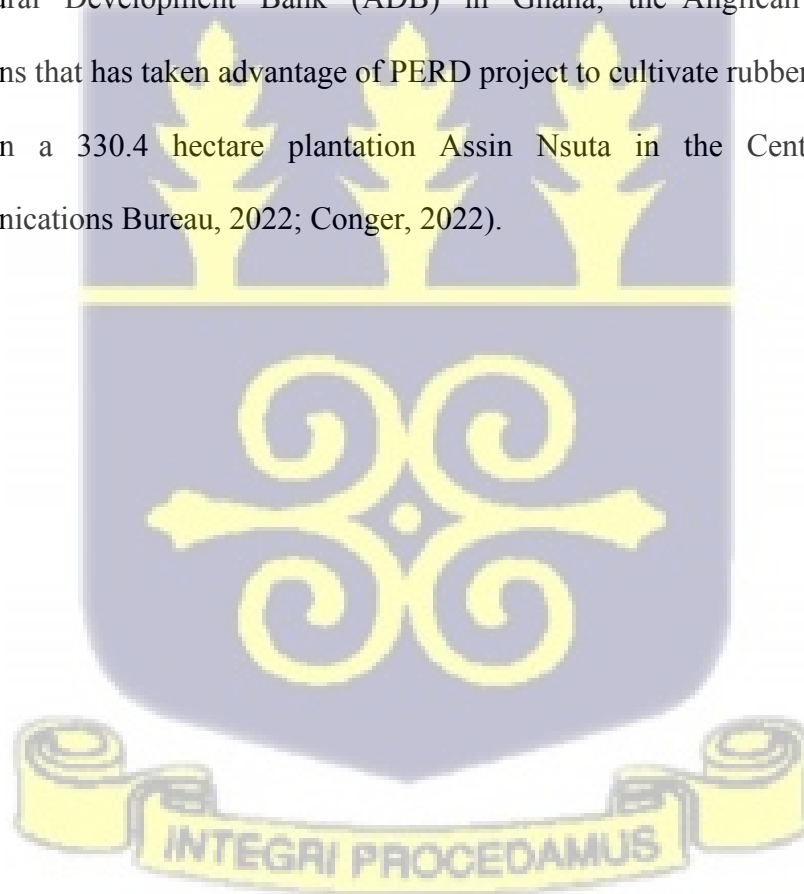 ural Development Bank (ADB) in Ghana, the Anglican
ns that has taken advantage of PERD project to cultivate rubber
n a 330.4 hectare plantation Assin Nsuta in the Cent
nications Bureau, 2022; Conger, 2022).
INTEGRI PROCEDAMUS